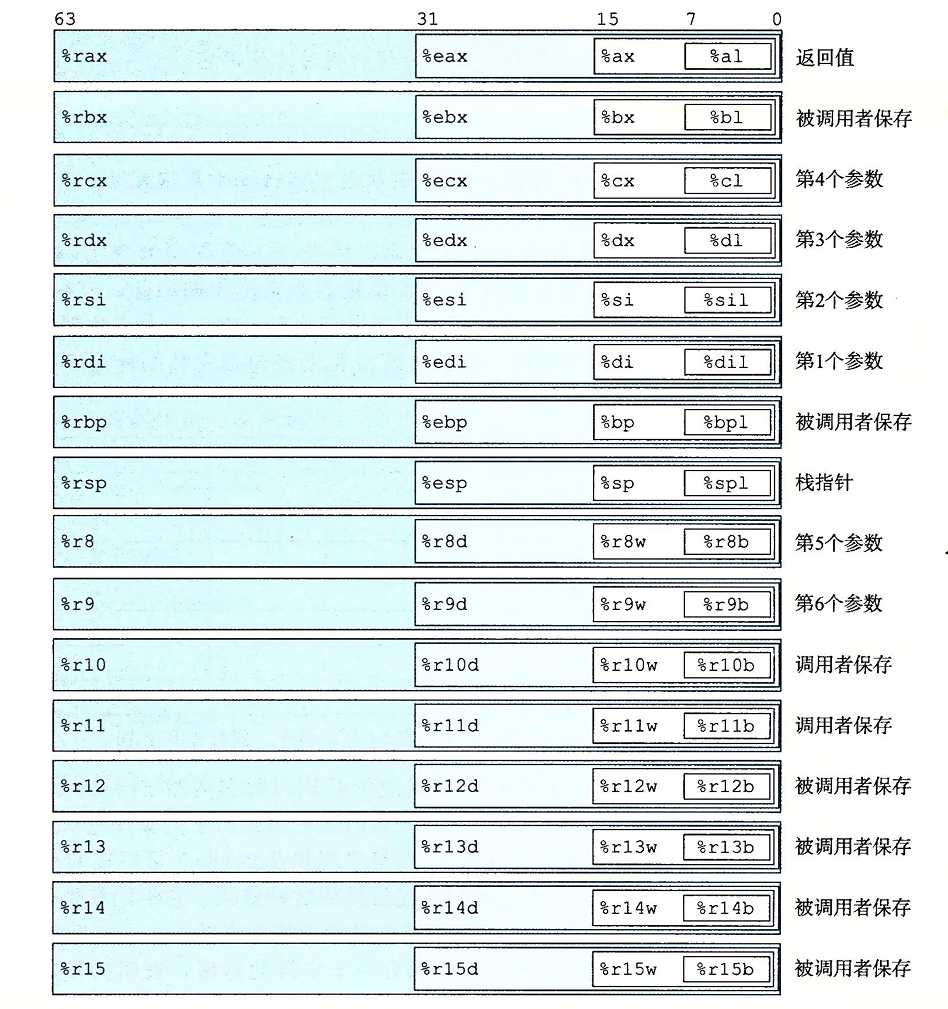 63 31 15 7 0
%rax %eax %ax %al 返回值
%rbx %ebx %bx %bl 被调用者保存
%rcx %ecx %cx %cl 第4个参数
%rdx %edx %dx %dl 第3个参数
%rsi %esi %si %sil 第2个参数
%rdi %edi %di %dil 第1个参数
%rbp %ebp %bp %bpl 被调用者保存
%rsp %esp %sp %spl 栈指针
%r8 %r8d %r8w %r8b 第5个参数
%r9 %r9d %r9w %r9b 第6个参数
%r10 %r10d %r10w %r10b 调用者保存
%r11 %r11d %r11w %r11b 调用者保存
%r12 %r12d %r12w %r12b 被调用者保存
%r13 %r13d %r13w %r13b 被调用者保存
%r14 %r14d %r14w %r14b 被调用者保存
%r15 %r15d %r15w %r15b 被调用者保存